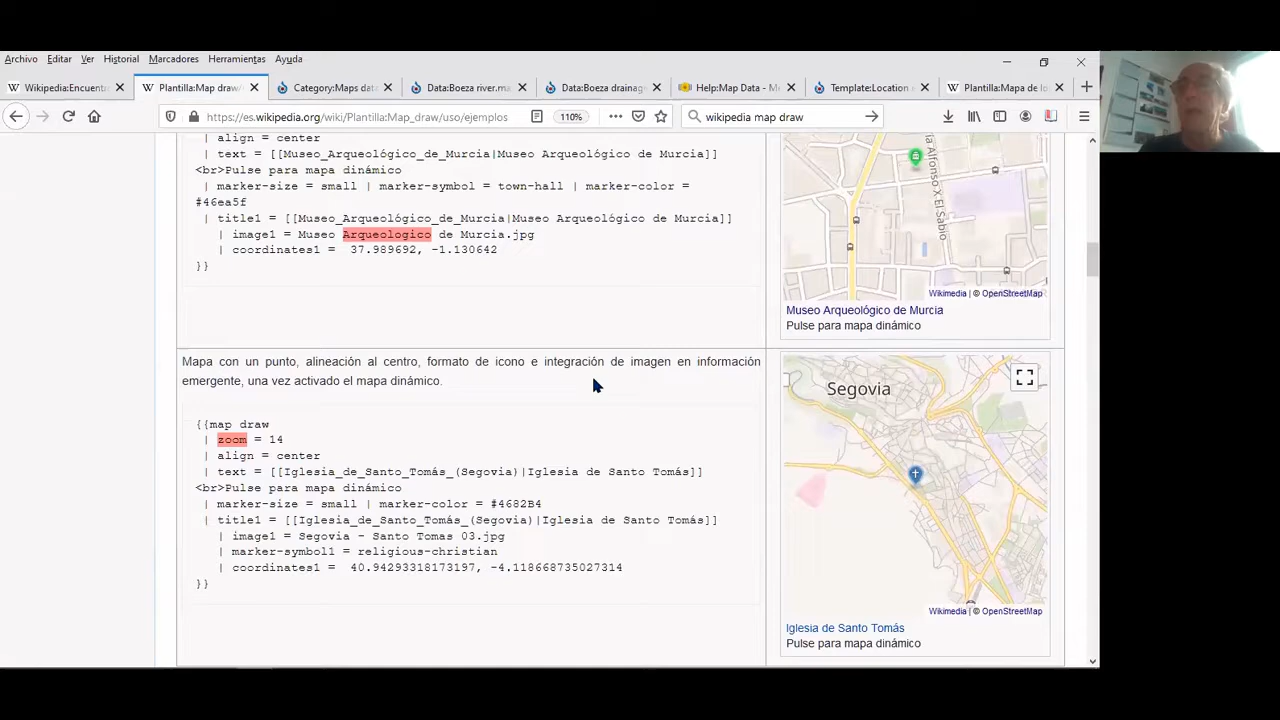 Archivo Editar Ver Historial Marcadores Herramientas Ayuda
Wikipedia:Encuent
Plantilla:Map draw/
Category:Maps dat
Data:Boeza river.ma
Data:Boeza drainag
Help:Map Data - Me
Template:Location
Plantilla:Mapa de lo
https://es.wikipedia.org/wiki/Plantilla:Map_draw/uso/ejemplos
110%
wikipedia map draw
| align = center
| text = [[Museo_Arqueológico_de_Murcia|Museo Arqueológico de Murcia]]
<br>Pulse para mapa dinámico
| marker-size = small | marker-symbol = town-hall | marker-color =
#46ea5f
| title1 = [[Museo_Arqueológico_de_Murcia|Museo Arqueológico de Murcia]]
| image1 = Museo Arqueologico de Murcia.jpg
| coordinates1 = 37.989692, -1.130642
}}
ía Alfonso X El Sabio
Wikimedia | © OpenStreetMap
Museo Arqueológico de Murcia
Pulse para mapa dinámico
Mapa con un punto, alineación al centro, formato de icono e integración de imagen en información
emergente, una vez activado el mapa dinámico.
{{map draw
| zoom = 14
| align = center
| text = [[Iglesia_de_Santo_Tomás_(Segovia)|Iglesia de Santo Tomás]]
<br>Pulse para mapa dinámico
| marker-size = small | marker-color = #4682B4
| title1 = [[Iglesia_de_Santo_Tomás_(Segovia)|Iglesia de Santo Tomás]]
| image1 = Segovia - Santo Tomas 03.jpg
| marker-symbol1 = religious-christian
| coordinates1 = 40.94293318173197, -4.118668735027314
}}
Segovia
Wikimedia | © OpenStreetMap
Iglesia de Santo Tomás
Pulse para mapa dinámico